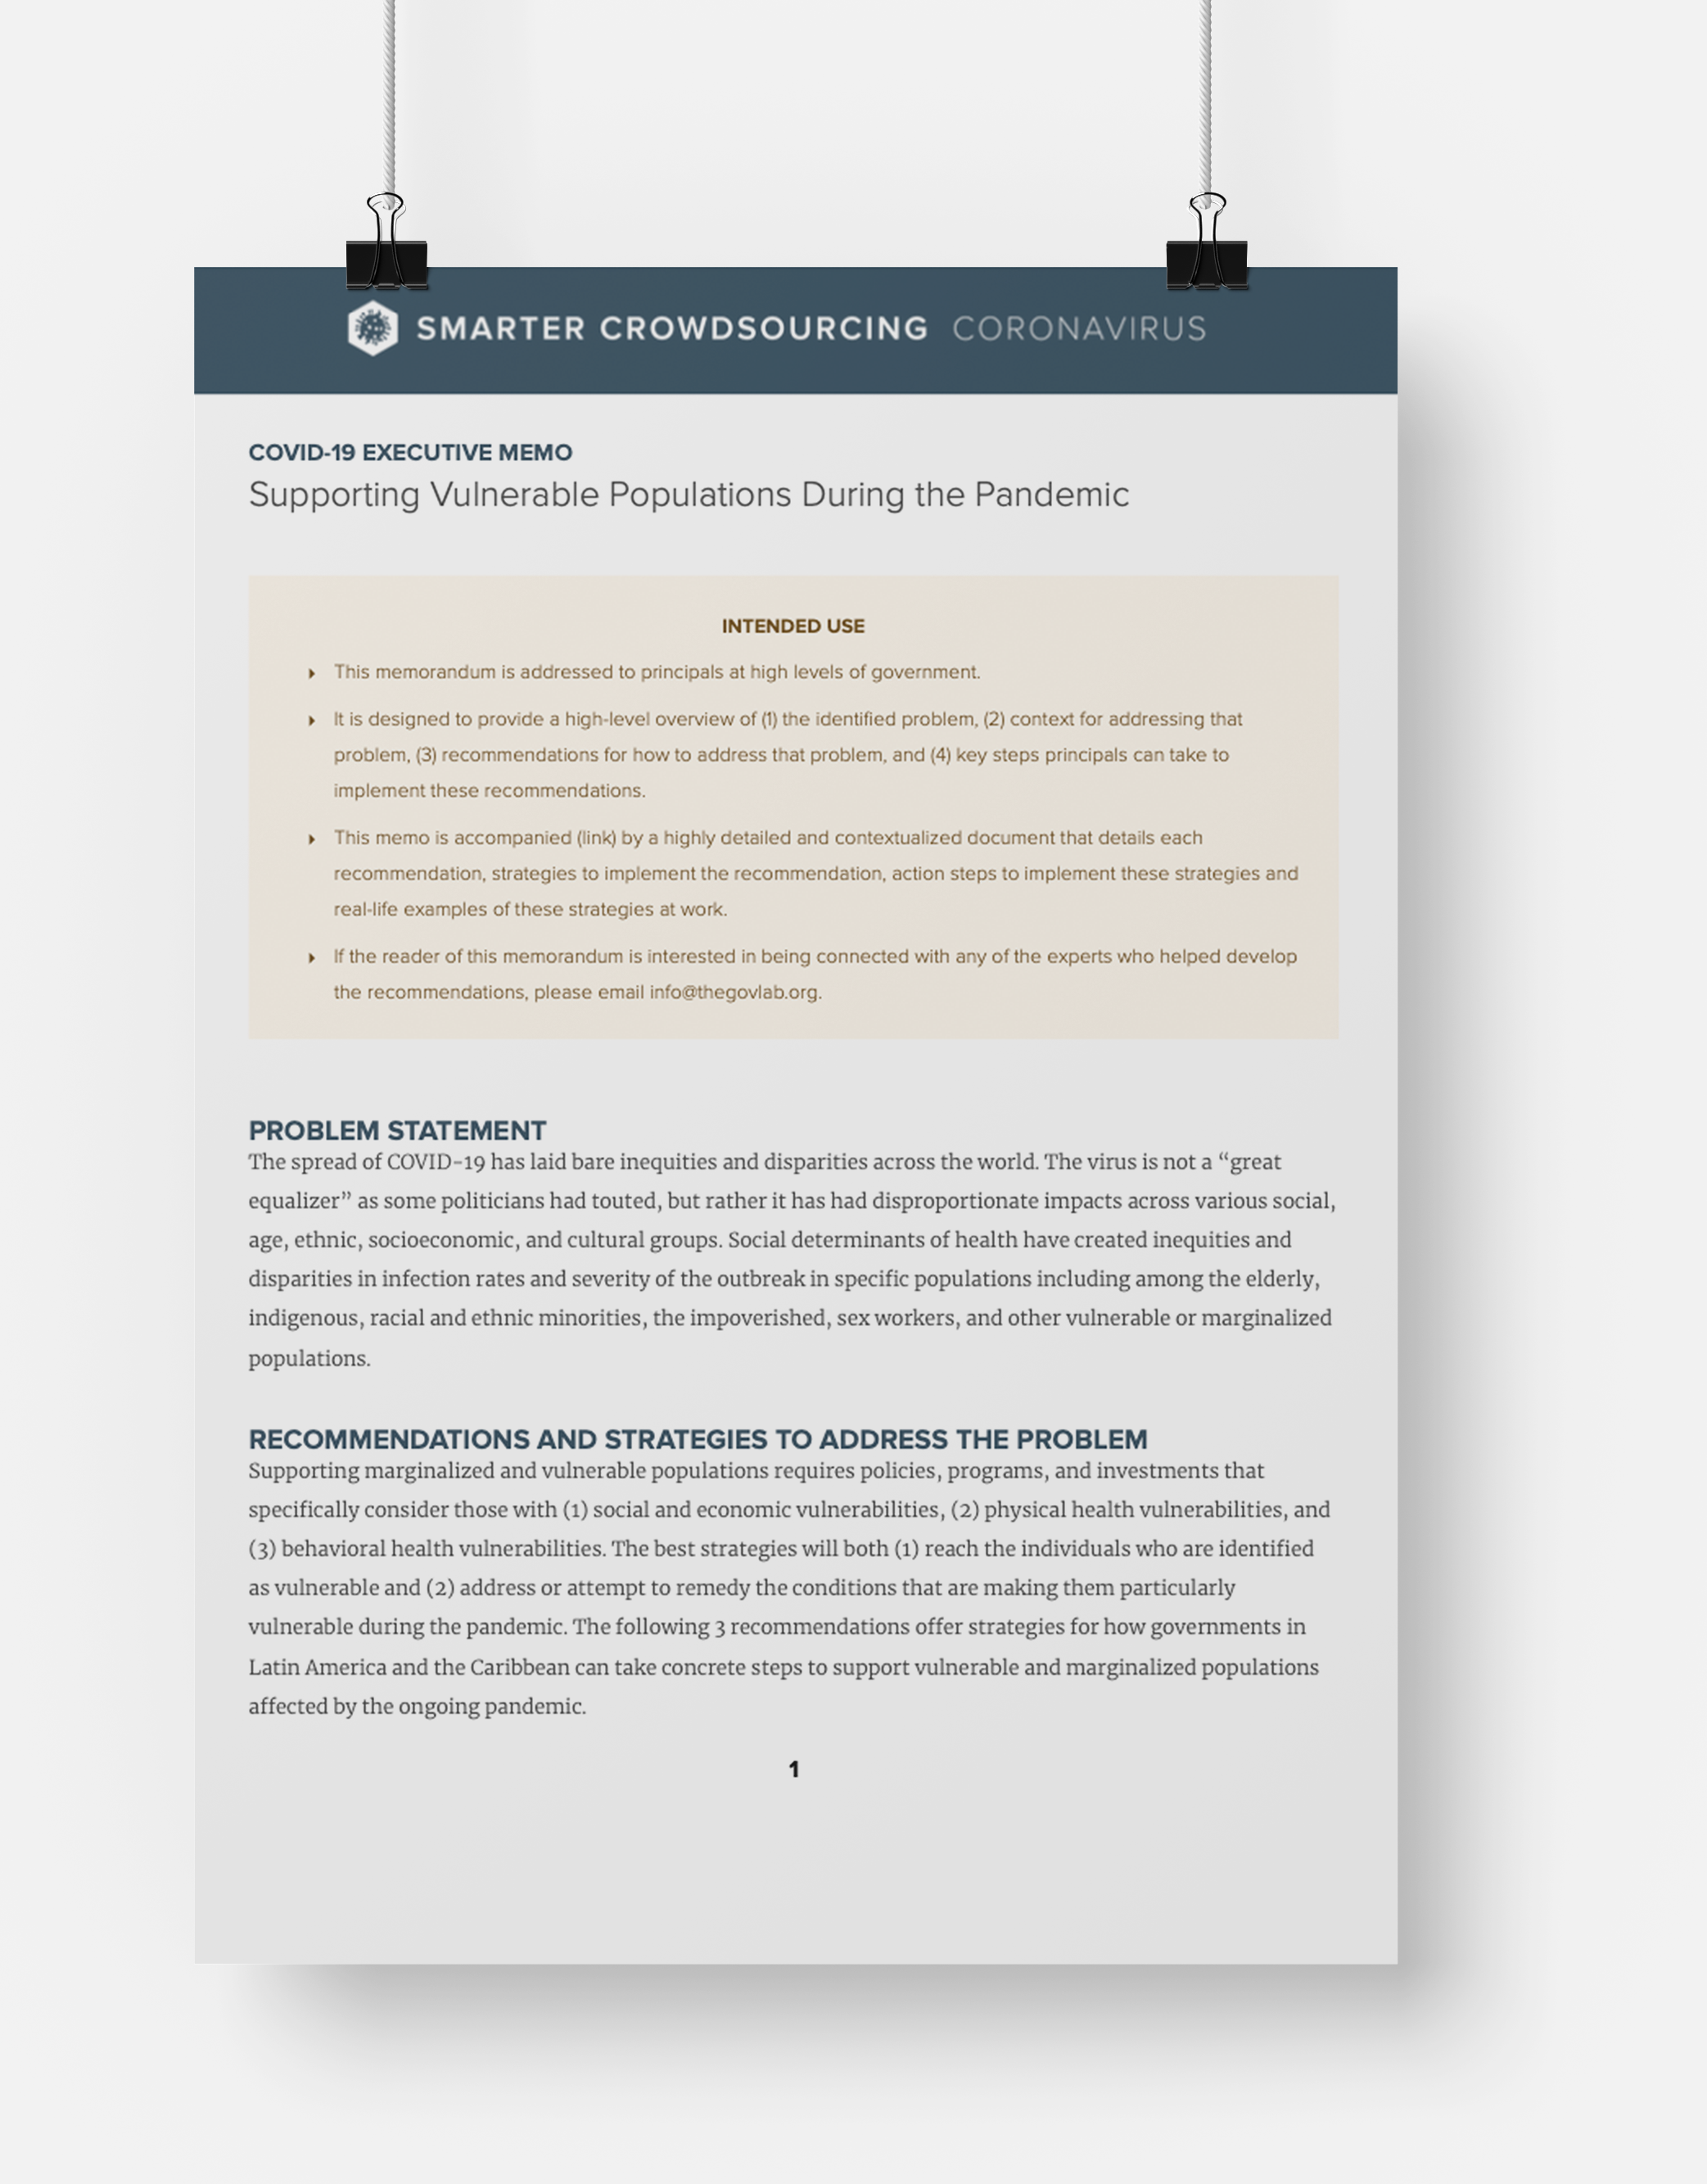 SMARTER CROWDSOURCING CORONAVIRUS
COVID-19 EXECUTIVE MEMO
Supporting Vulnerable Populations During the Pandemic
INTENDED USE
This memorandum is addressed to principals at high levels of government.
It is designed to provide a high-level overview of (1) the identified problem, (2) context for addressing that
problem, (3) recommendations for how to address that problem, and (4) key steps principals can take to
implement these recommendations.
This memo is accompanied (link) by a highly detailed and contextualized document that details each
recommendation, strategies to implement the recommendation, action steps to implement these strategies and
real-life examples of these strategies at work.
If the reader of this memorandum is interested in being connected with any of the experts who helped develop
the recommendations, please email info@thegovlab.org.
PROBLEM STATEMENT
The spread of COVID-19 has laid bare inequities and disparities across the world. The virus is not a “great
equalizer” as some politicians had touted, but rather it has had disproportionate impacts across various social,
age, ethnic, socioeconomic, and cultural groups. Social determinants of health have created inequities and
disparities in infection rates and severity of the outbreak in specific populations including among the elderly,
indigenous, racial and ethnic minorities, the impoverished, sex workers, and other vulnerable or marginalized
populations.
RECOMMENDATIONS AND STRATEGIES TO ADDRESS THE PROBLEM
Supporting marginalized and vulnerable populations requires policies, programs, and investments that
specifically consider those with (1) social and economic vulnerabilities, (2) physical health vulnerabilities, and
(3) behavioral health vulnerabilities. The best strategies will both (1) reach the individuals who are identified
as vulnerable and (2) address or attempt to remedy the conditions that are making them particularly
vulnerable during the pandemic. The following 3 recommendations offer strategies for how governments in
Latin America and the Caribbean can take concrete steps to support vulnerable and marginalized populations
affected by the ongoing pandemic.
1